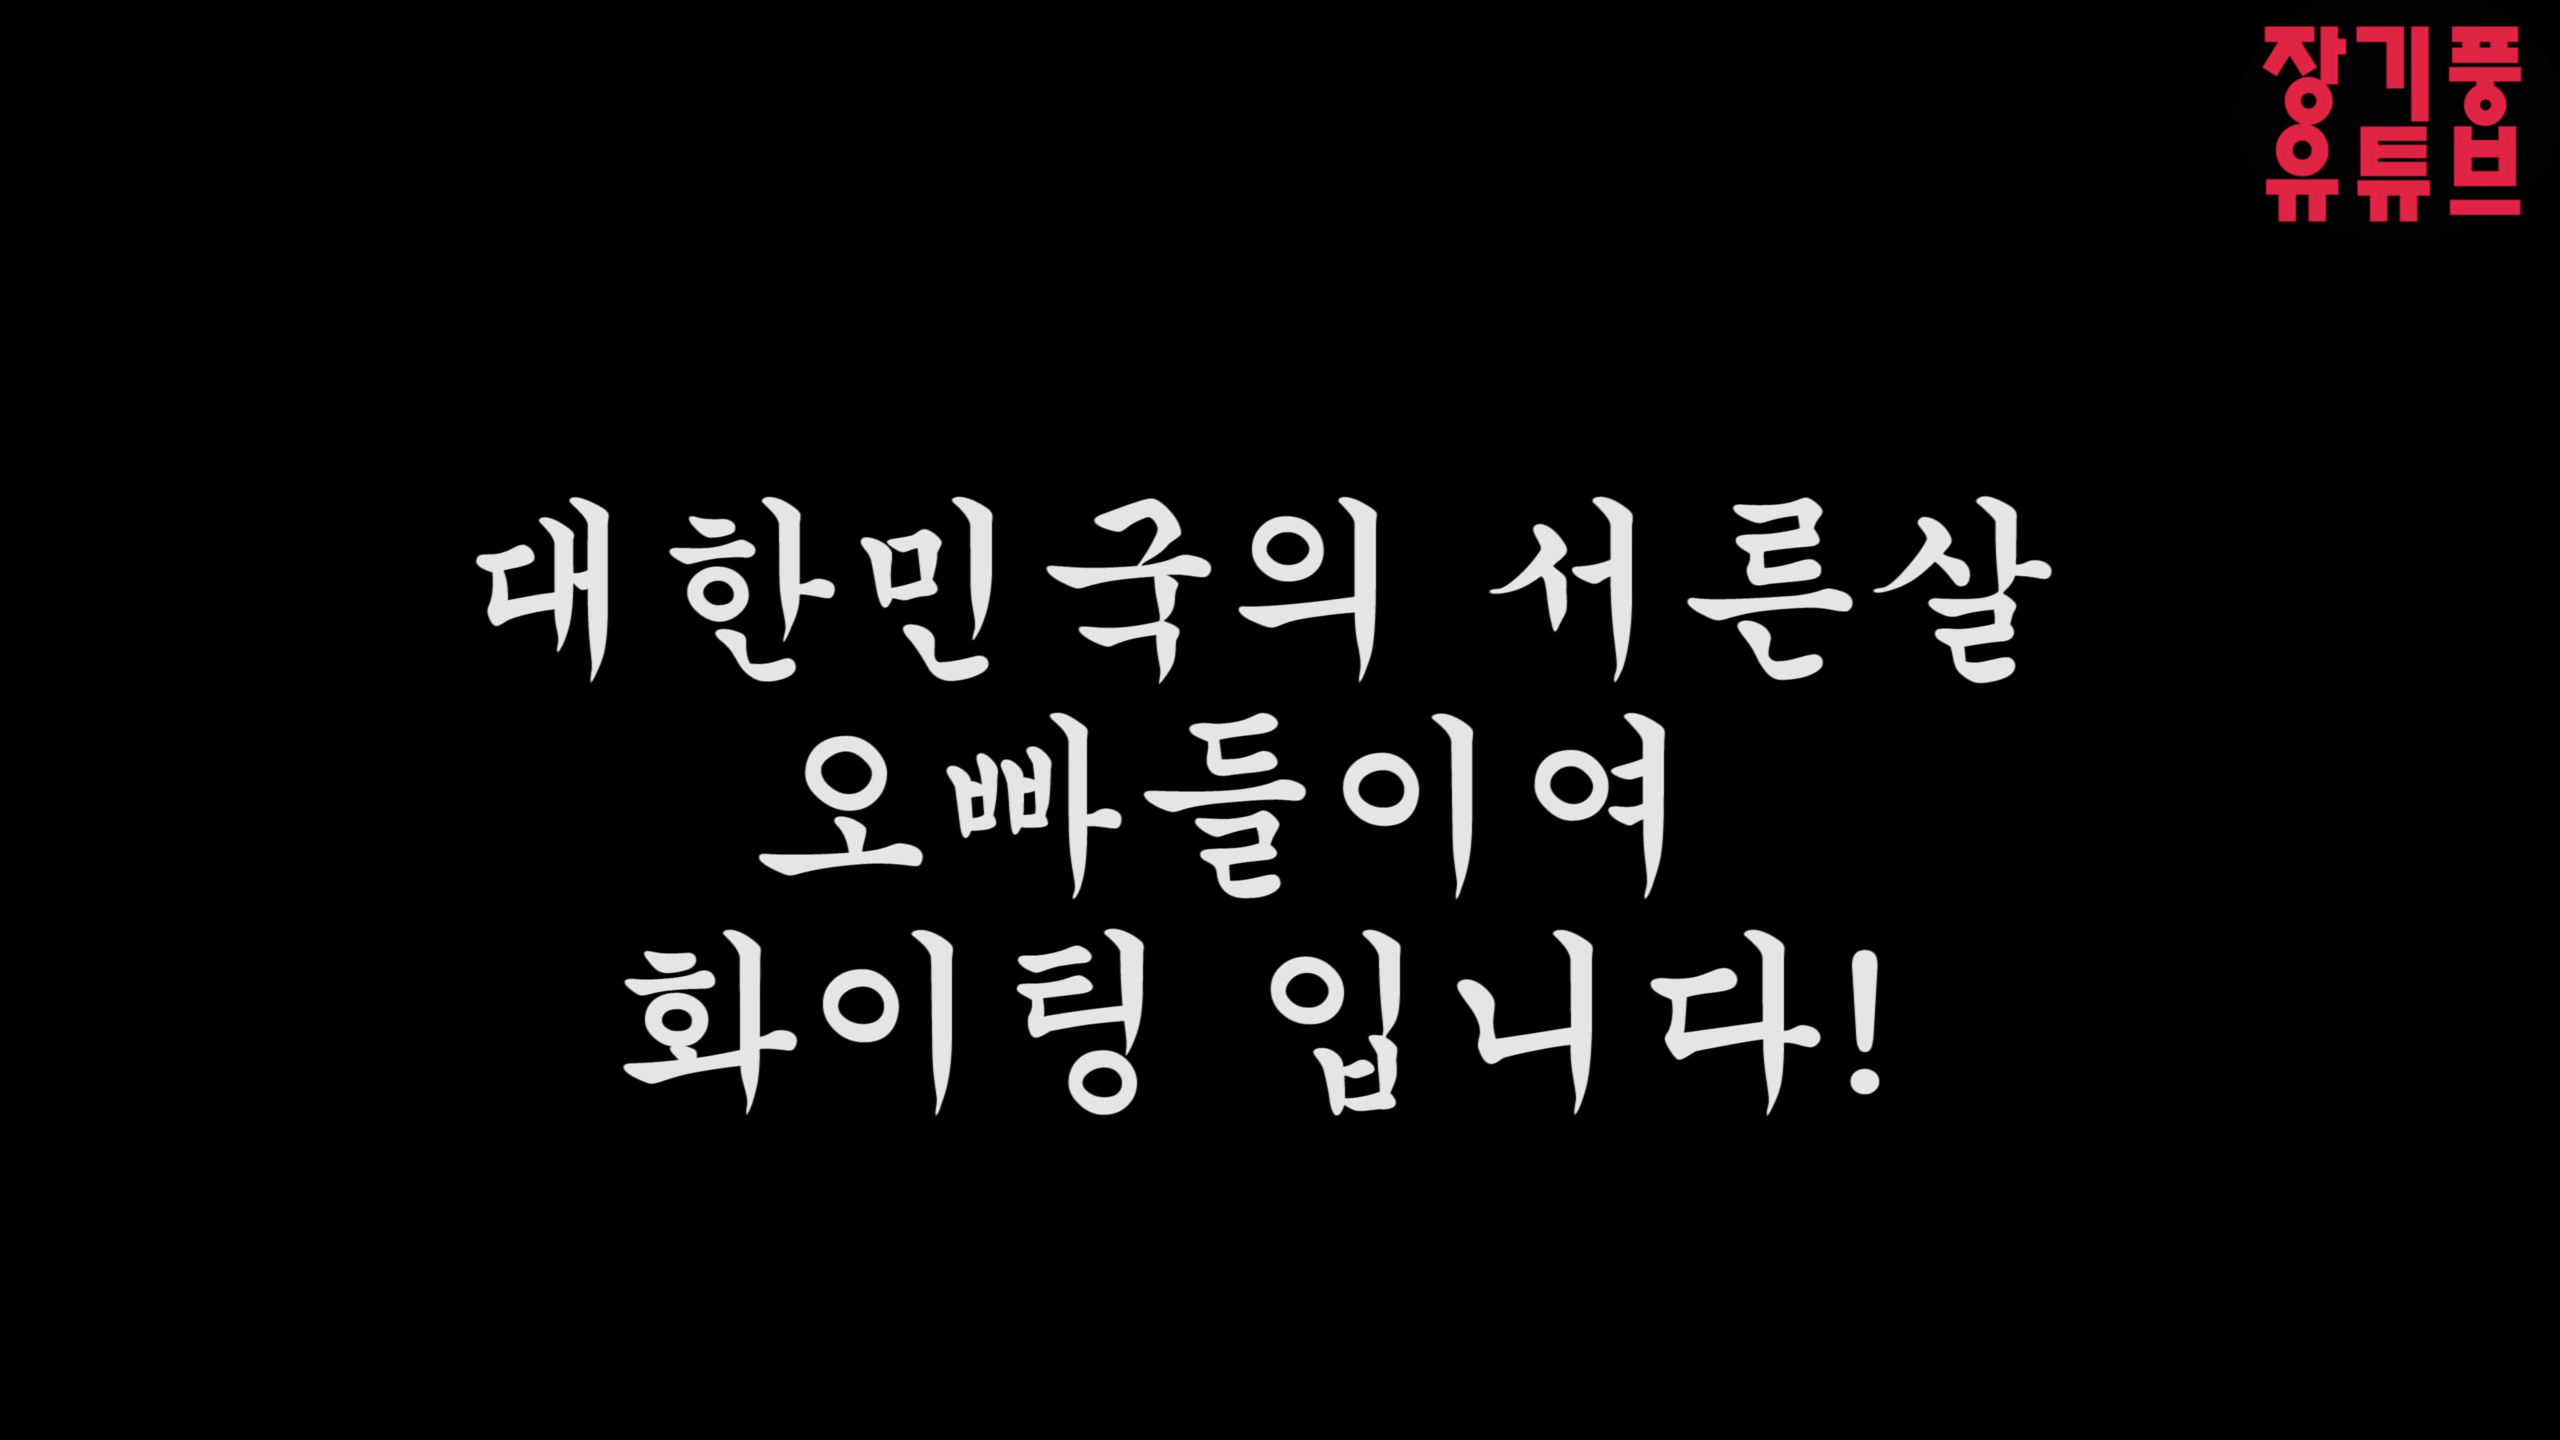 장기풍
유튜브
대한민국의 서른살
오빠들이여
화이팅 입니다!